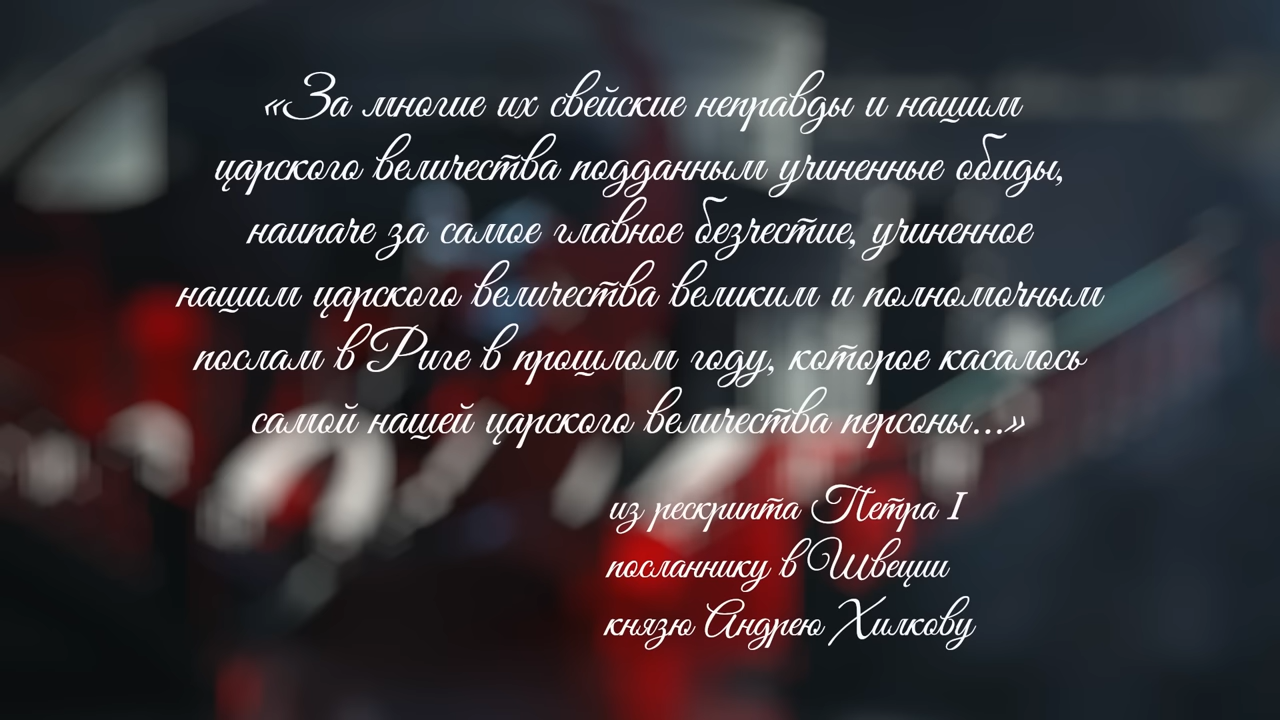 «За многие их свейские неправды и нашим
царского величества подданным учиненные обиды,
наипаче за самое главное безчестие, учиненное
нашим царского величества великим и полномочным
послам в Риге в прошлом году, которое касалось
самой нашей царского величества персоны...»
из рескрипта Петра I
посланнику в Швеции
князю Андрею Хилкову